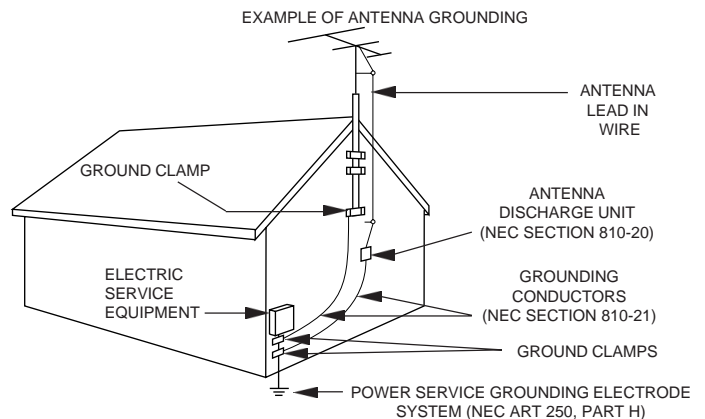 EXAMPLE OF ANTENNA GROUNDING
ANTENNA
LEAD IN
WIRE
GROUND CLAMP
ANTENNA
DISCHARGE UNIT
(NEC SECTION 810-20)
ELECTRIC
SERVICE
EQUIPMENT
GROUNDING
CONDUCTORS
(NEC SECTION 810-21)
GROUND CLAMPS
POWER SERVICE GROUNDING ELECTRODE
SYSTEM (NEC ART 250, PART H)